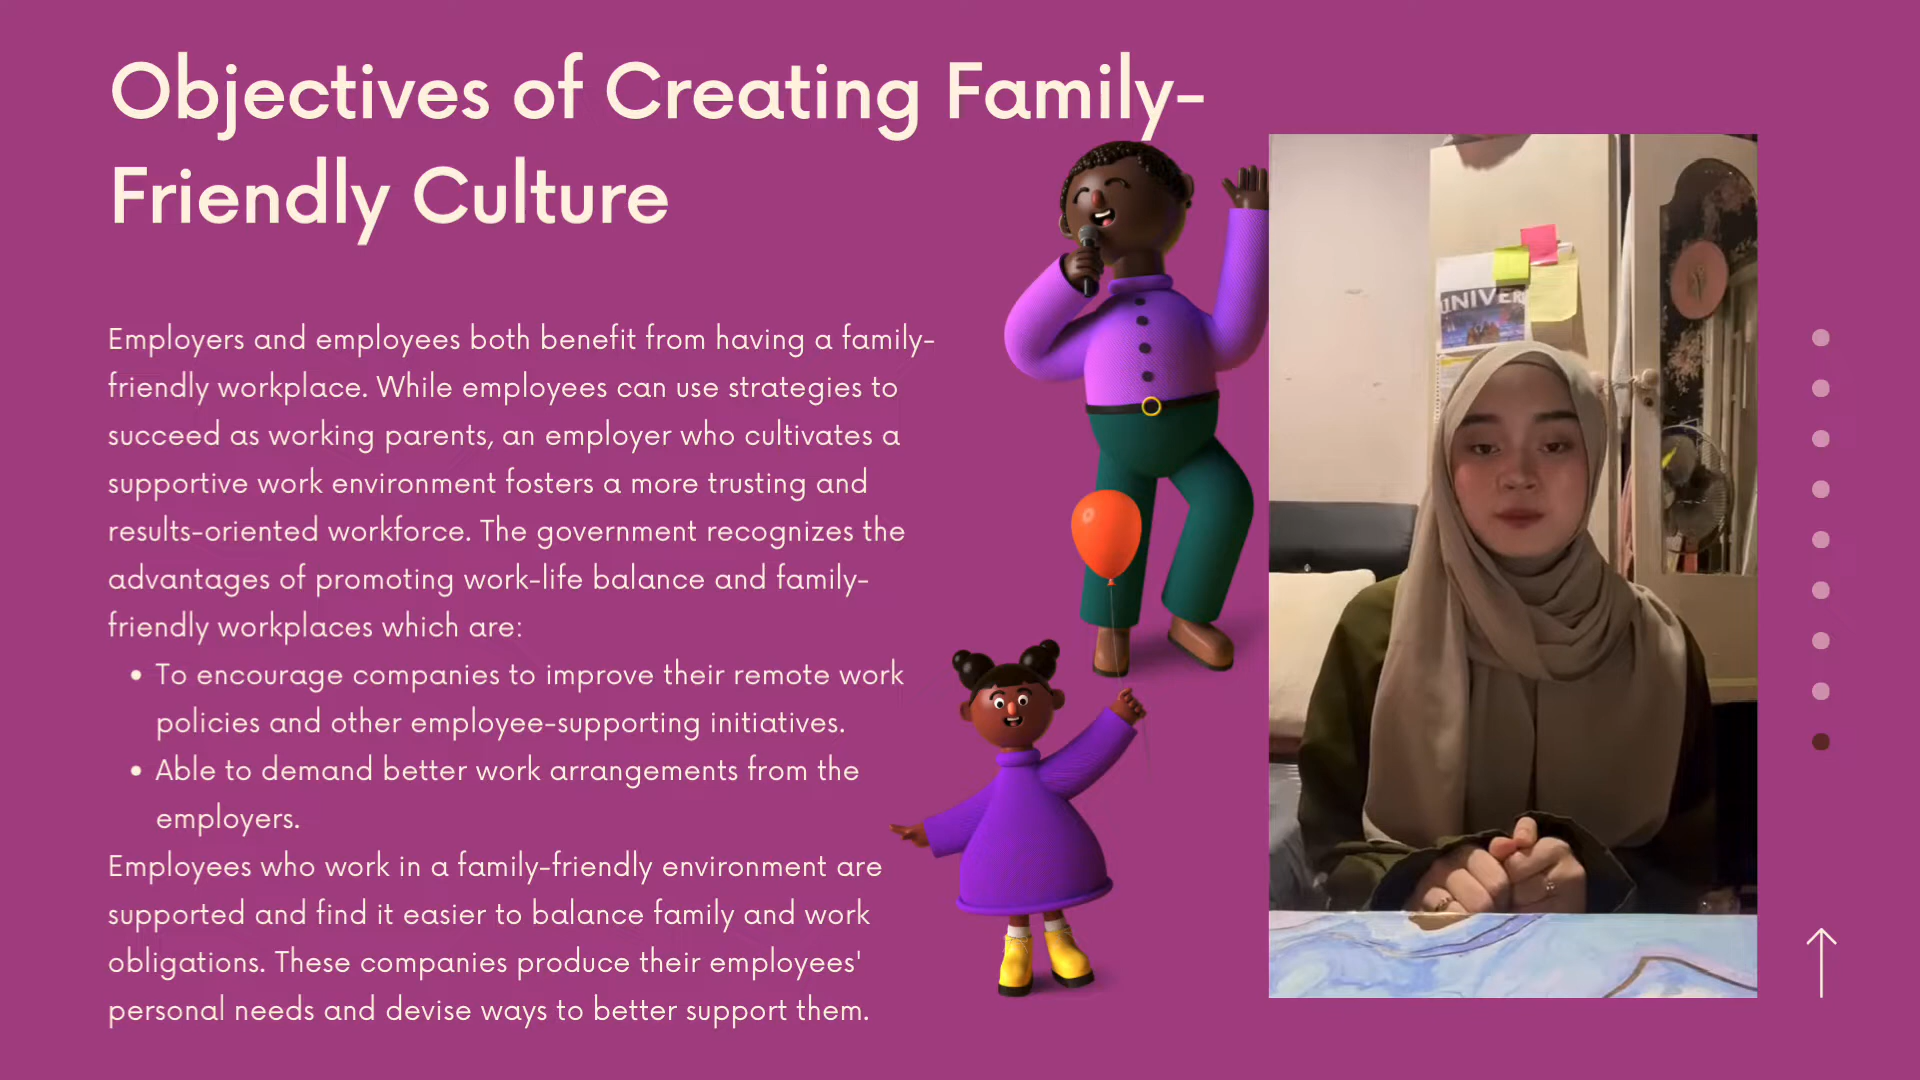 Objectives of Creating Family-
Friendly Culture
Employers and employees both benefit from having a family-
friendly workplace. While employees can use strategies to
succeed as working parents, an employer who cultivates a
supportive work environment fosters a more trusting and
results-oriented workforce. The government recognizes the
advantages of promoting work-life balance and family-
friendly workplaces which are:
• To encourage companies to improve their remote work
policies and other employee-supporting initiatives.
• Able to demand better work arrangements from the
employers.
Employees who work in a family-friendly environment are
supported and find it easier to balance family and work
obligations. These companies produce their employees'
personal needs and devise ways to better support them.
UNIVER